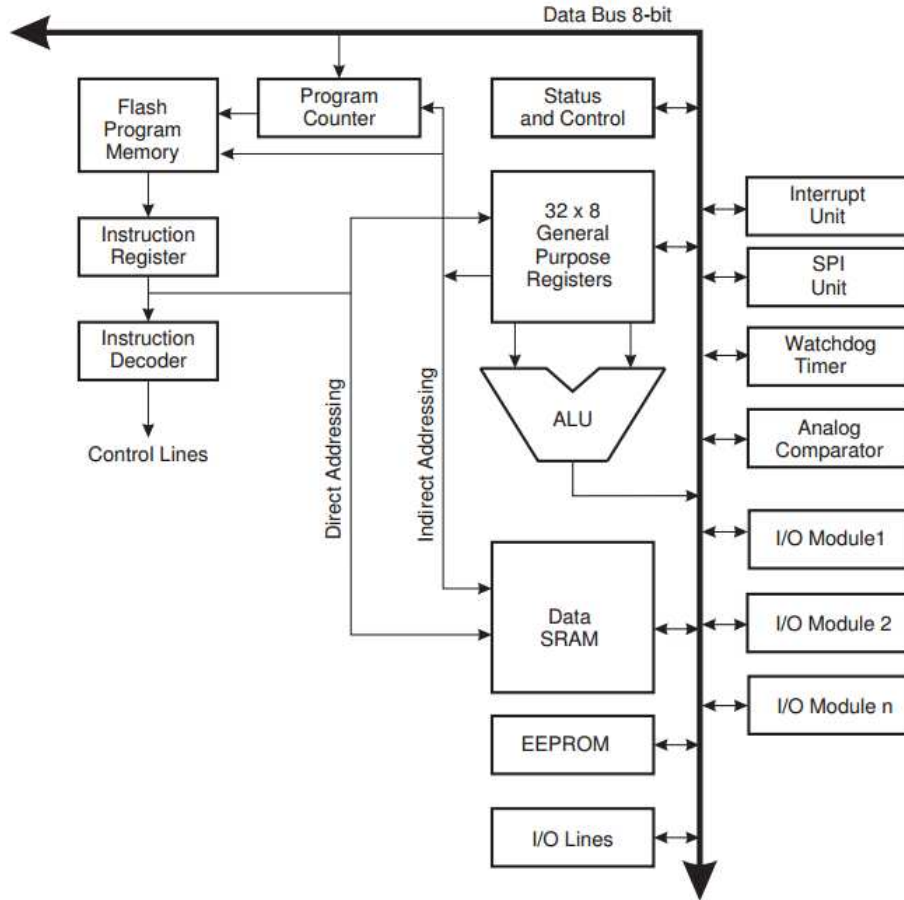 Data Bus 8-bit
Flash
Program
Memory
Program
Counter
Status
and Control
32 x 8
General
Purpose
Registers
Interrupt
Unit
Instruction
Register
SPI
Unit
Instruction
Decoder
Watchdog
Timer
Control Lines
Direct Addressing
Indirect Addressing
ALU
Analog
Comparator
I/O Module1
Data
SRAM
I/O Module 2
I/O Module n
EEPROM
I/O Lines